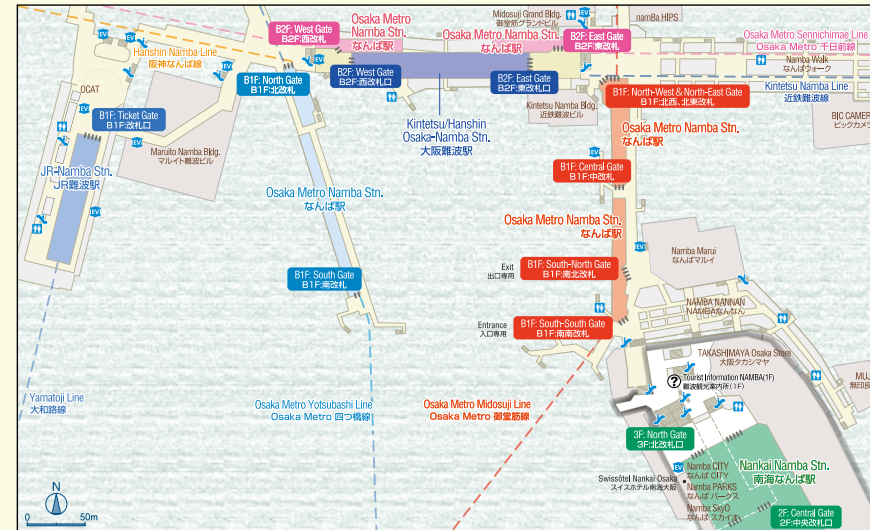 B2F: West Gate
B2F:西改札
Osaka Metro
Namba Stn.
なんば駅
Midosuji Grand Bldg.
御堂筋グランドビル
Osaka Metro Namba Stn.
なんば駅
B2F: East Gate
B2F:東改札
namBa HIPS
Osaka Metro Sennichimae Line
Osaka Metro 千日前線
Namba Walk
なんばウォーク
Hanshin Namba Line
阪神なんば線
OCAT
B1F: North Gate
B1F:北改札
B2F: West Gate
B2F:西改札口
B2F: East Gate
B2F:東改札口
Kintetsu Namba Line
近鉄難波線
B1F: North-West & North-East Gate
B1F:北西、北東改札
Kintetsu Namba Bldg.
近鉄難波ビル
BIC CAMER
ビックカメラ
B1F: Ticket Gate
B1F:改札口
Maruito Namba Bldg.
マルイト難波ビル
Kintetsu/Hanshin
Osaka-Namba Stn.
大阪難波駅
Osaka Metro Namba Stn.
なんば駅
JR-Namba Stn.
JR難波駅
B1F: Central Gate
B1F:中改札
Osaka Metro Namba Stn.
なんば駅
Osaka Metro Namba Stn.
なんば駅
Namba Marui
なんばマルイ
B1F: South Gate
B1F:南改札
Exit
出口専用
B1F: South-North Gate
B1F:南北改札
NAMBA NANNAN
NAMBAなんなん
Entrance
入口専用
B1F: South-South Gate
B1F:南南改札
TAKASHIMAYA Osaka Store
大阪タカシマヤ
? Tourist Information NAMBA(1F)
難波観光案内所(1F)
MUJ
無印良
Yamatoji Line
大和路線
Osaka Metro Yotsubashi Line
Osaka Metro 四つ橋線
Osaka Metro Midosuji Line
Osaka Metro 御堂筋線
3F: North Gate
3F:北改札口
Swissôtel Nankai Osaka
スイスホテル南海大阪
Namba CITY
なんば CITY
Namba PARKS
なんば パークス
Namba SkyO
なんば スカイオ
Nankai Namba Stn.
南海なんば駅
2F: Central Gate
2F:中央改札口
N
0 50m
EV
EV
EV
EV
EV
EV
EV
EV